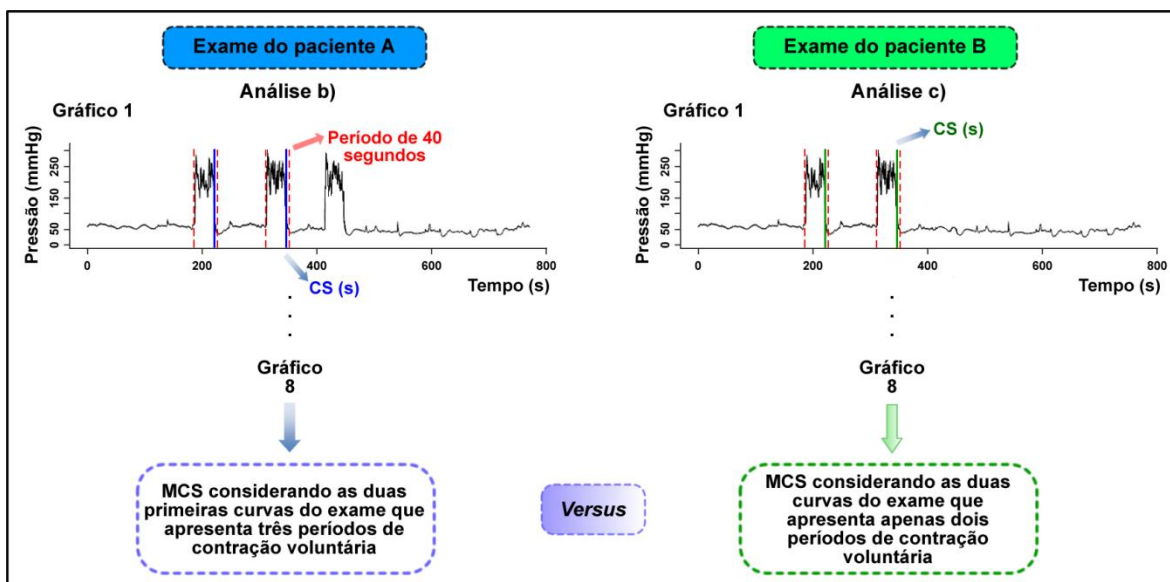 Exame do paciente A
Análise b)
Gráfico 1
Período de 40
segundos
Pressão (mmHg)
250
150
50
0
0
200
400
600
800
Tempo (s)
CS (s)
.
.
.
Gráfico
8
MCS considerando as duas
primeiras curvas do exame que
apresenta três períodos de
contração voluntária
Versus
Exame do paciente B
Análise c)
Gráfico 1
CS (s)
Pressão (mmHg)
250
150
50
0
0
200
400
600
800
Tempo (s)
.
.
.
Gráfico
8
MCS considerando as duas
curvas do exame que
apresenta apenas dois
períodos de contração
voluntária